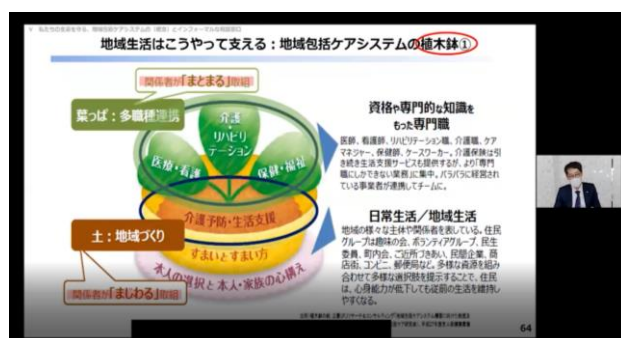 地域生活はこうやって支える：地域包括ケアシステムの植木鉢①
関係者が「まとまる」取組
葉っぱ：多職種連携
介護
・
リハビリ
テーション
医療・看護
保健・福祉
介護予防・生活支援
土：地域づくり
すまいとすまい方
本人の選択と本人・家族の心構え
関係者が「まじわる」取組
資格や専門的な知識を
もった専門職
医師、看護師、リハビリテーション職、介護職、ケア
マネジャー、保健師、ケースワーカー。介護保険は引
き続き生活支援サービスも提供するが、より「専門
職にしかできない業務」に集中。バラバラに経営され
ている事業者が連携してチームに。
日常生活／地域生活
地域の様々な主体や関係者を表している。住民
グループは趣味の会、ボランティアグループ、民生
委員、町内会、ご近所づきあい、民間企業、商
店街、コンビニ、郵便局など。多様な資源を組み
合わせて多様な選択肢を提示することで、住民
は、心身能力が低下しても従前の生活を維持し
やすくなる。
64